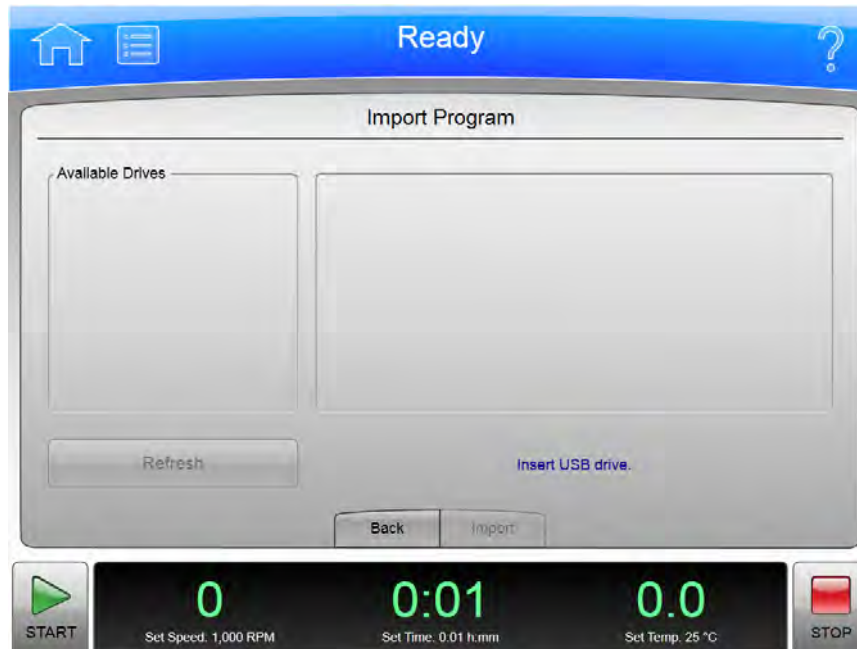 Ready
?
Import Program
Available Drives
Refresh
Insert USB drive.
Back
Import
START
0
0:01
0.0
STOP
Set Speed: 1,000 RPM
Set Time: 0:01 h:mm
Set Temp. 25 °C